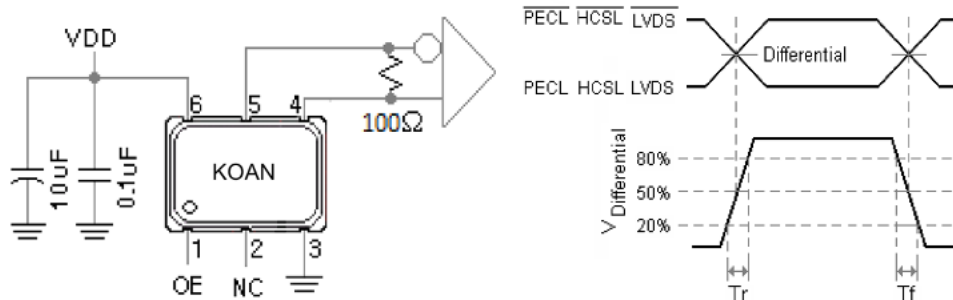 VDD
10uF
0.1uF
6 5 4
100Ω
KOAN
1 2 3
OE NC
PECL HCSL LVDS
Differential
PECL HCSL LVDS
V Differential
80%
50%
20%
Tr Tf